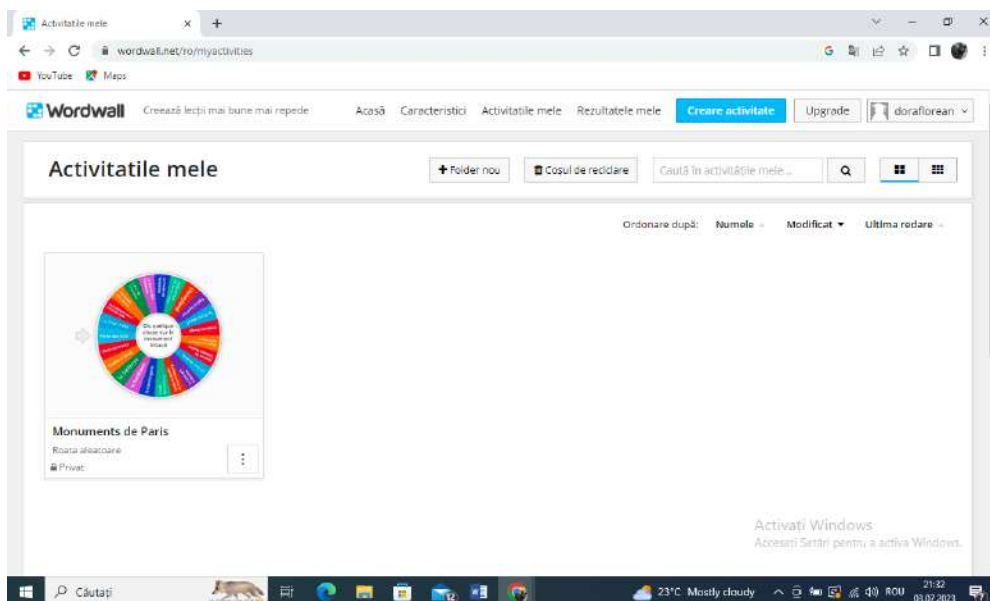 Activitatile mele
wordwall.net/ro/myactivities
YouTube Maps
Wordwall Creează lecții mai bune mai repede Acasă Caracteristici Activitatile mele Rezultatele mele Creare activitate Upgrade doraflorean
Activitatile mele Folder nou Coșul de reciclare Caută în activitățile mele...
Ordonare după: Numele Modificat Ultima redare
Monuments de Paris
Roata aleatoare
Privat
Activați Windows
Accesați Setări pentru a activa Windows.
Căutați 23°C Mostly cloudy ROU 21:32
03.07.2023